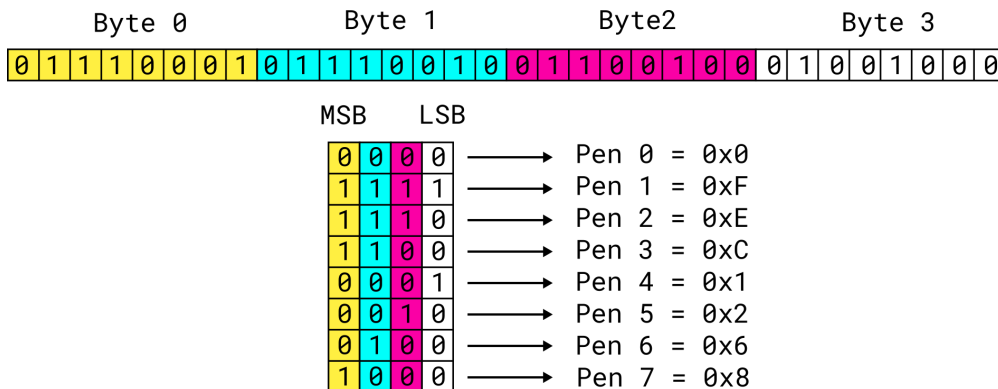 Byte 0 Byte 1 Byte2 Byte 3
0 1 1 1 0 0 0 1 0 1 1 1 0 0 1 0 0 1 1 0 0 1 0 0 0 1 0 0 1 0 0 0
MSB LSB
0 0 0 0 Pen 0 = 0x0
1 1 1 1 Pen 1 = 0xF
1 1 1 0 Pen 2 = 0xE
1 1 0 0 Pen 3 = 0xC
0 0 0 1 Pen 4 = 0x1
0 0 1 0 Pen 5 = 0x2
0 1 0 0 Pen 6 = 0x6
1 0 0 0 Pen 7 = 0x8